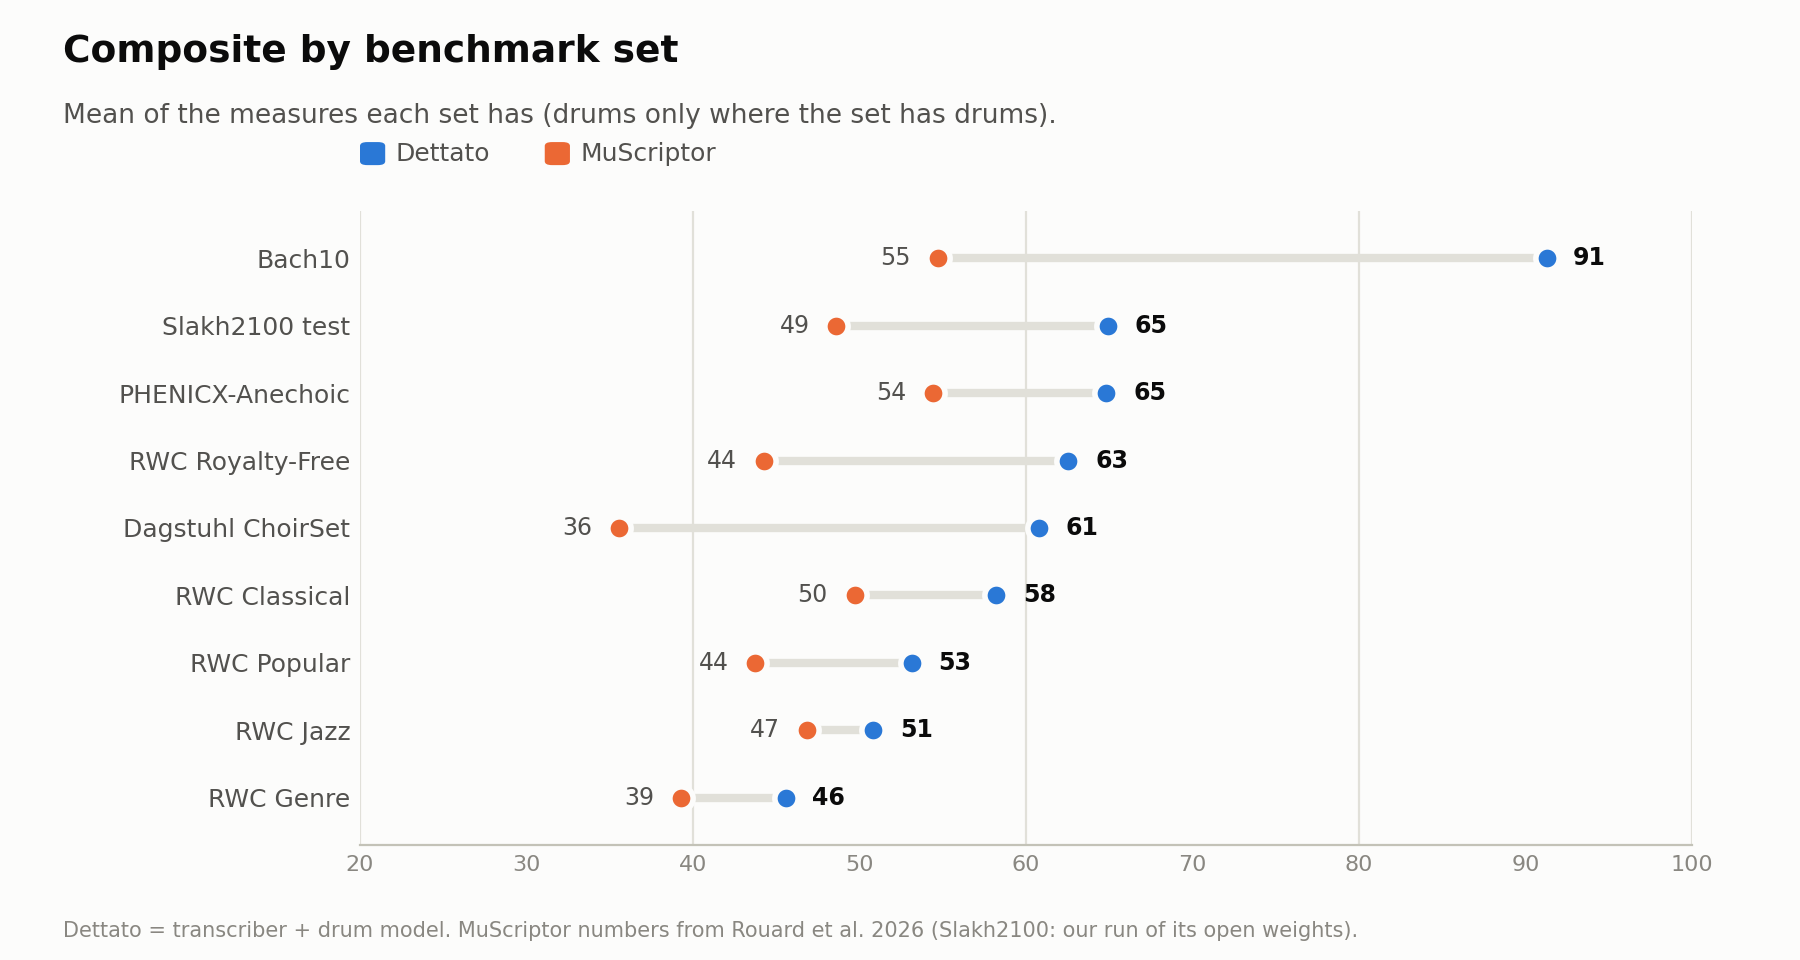 Composite by benchmark set
Mean of the measures each set has (drums only where the set has drums).
Dettato MuScriptor
Bach10 55 91
Slakh2100 test 49 65
PHENICX-Anechoic 54 65
RWC Royalty-Free 44 63
Dagstuhl ChoirSet 36 61
RWC Classical 50 58
RWC Popular 44 53
RWC Jazz 47 51
RWC Genre 39 46
20 30 40 50 60 70 80 90 100
Dettato = transcriber + drum model. MuScriptor numbers from Rouard et al. 2026 (Slakh2100: our run of its open weights).